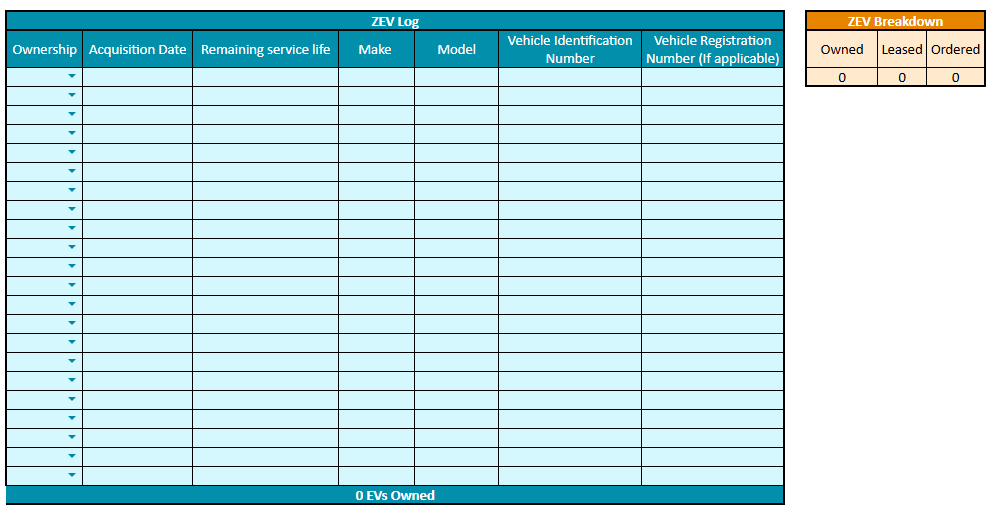 ZEV Log
Ownership Acquisition Date Remaining service life Make Model Vehicle Identification Number Vehicle Registration Number (If applicable)
0 EVs Owned
ZEV Breakdown
Owned Leased Ordered
0 0 0